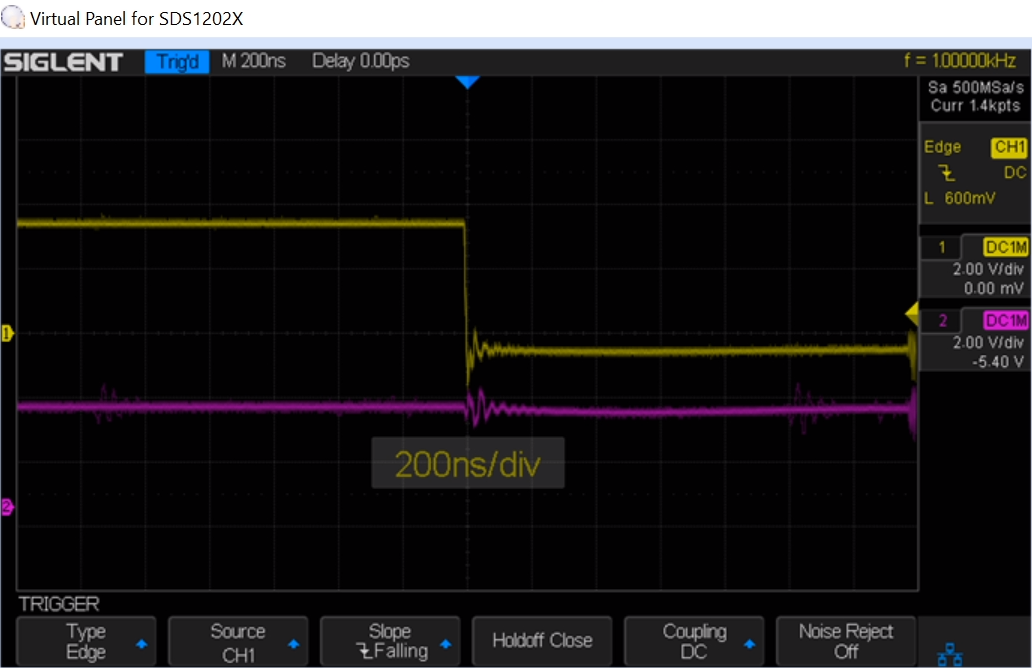 Virtual Panel for SDS1202X
SIGLENT Trig'd M 200ns Delay 0.00ps f = 1.00000kHz
Sa 500MSa/s
Curr 1.4kpts
Edge CH1
DC
L 600mV
1 DC1M
2.00 V/div
0.00 mV
2 DC1M
2.00 V/div
-5.40 V
1
2
200ns/div
TRIGGER
Type
Edge
Source
CH1
Slope
Falling
Holdoff Close
Coupling
DC
Noise Reject
Off